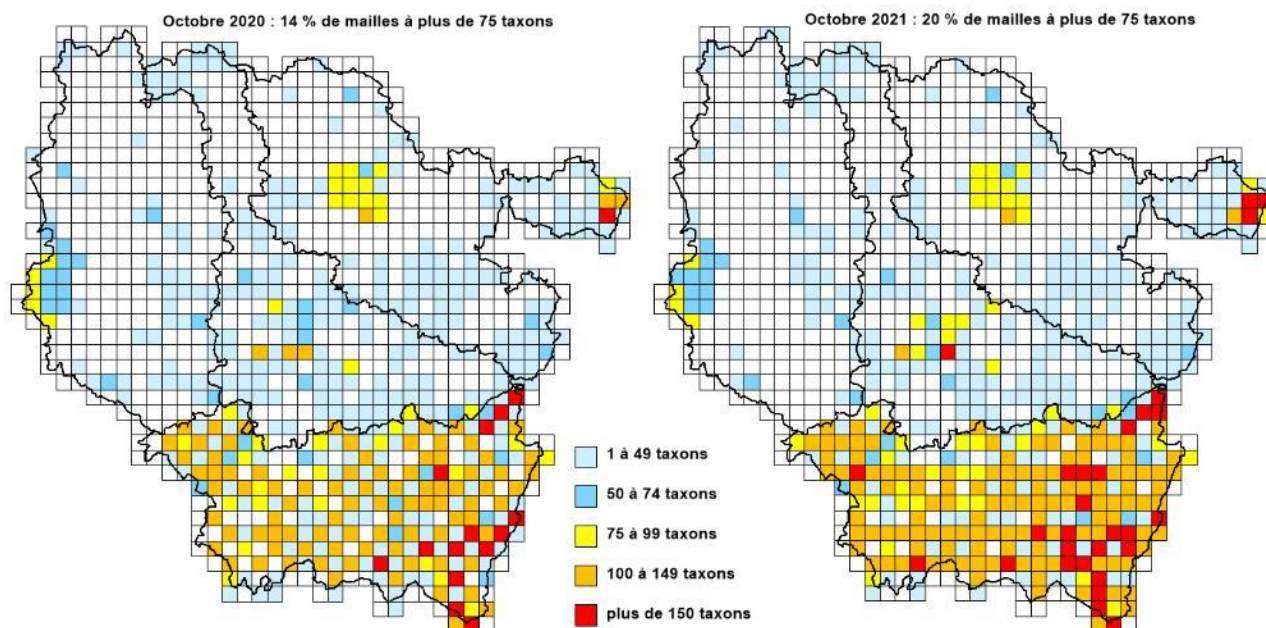 Octobre 2020 : 14 % de mailles à plus de 75 taxons
Octobre 2021 : 20 % de mailles à plus de 75 taxons
1 à 49 taxons
50 à 74 taxons
75 à 99 taxons
100 à 149 taxons
plus de 150 taxons